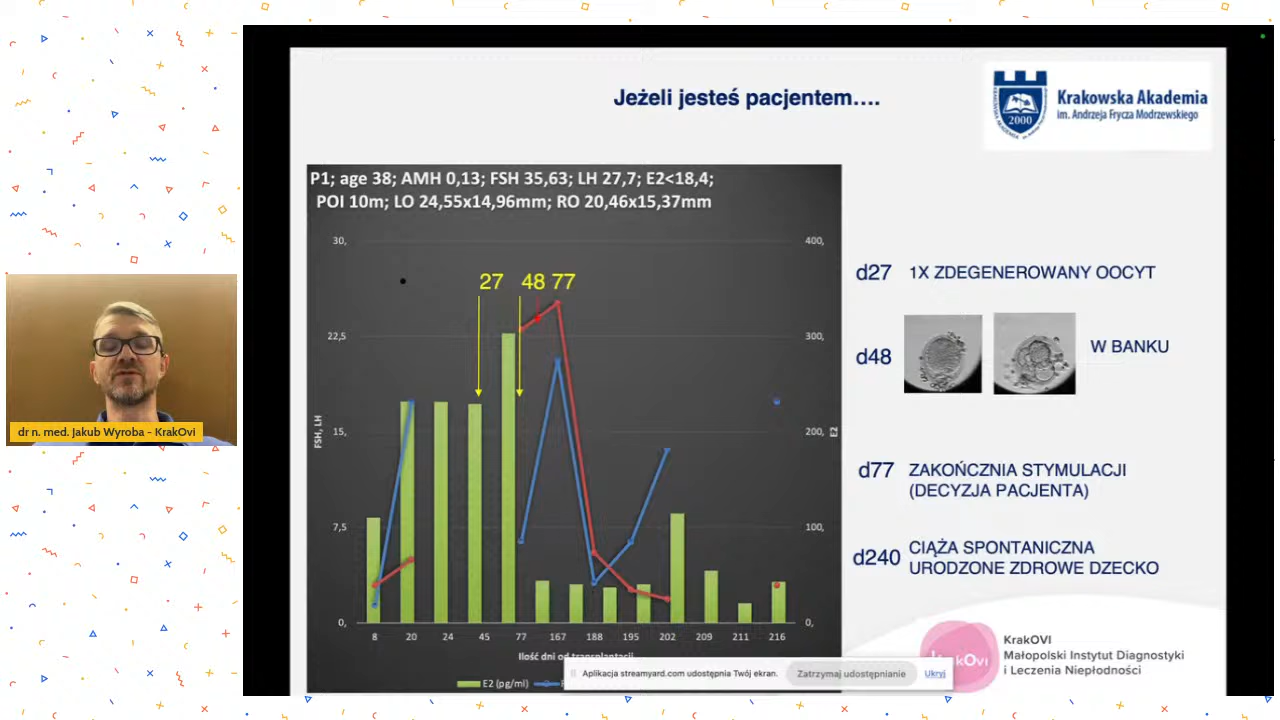 Jeżeli jesteś pacjentem....
2000
Krakowska Akademia
im. Andrzeja Frycza Modrzewskiego
P1; age 38; AMH 0,13; FSH 35,63; LH 27,7; E2<18,4;
POI 10m; LO 24,55x14,96mm; RO 20,46x15,37mm
30, 400,
27 48 77
22,5 300,
15, 200,
FSH, LH
E2
7,5 100,
0, 0,
8 20 24 45 77 167 188 195 202 209 211 216
Ilość dni od transplantacji
E2 (pg/ml)
d27 1X ZDEGENEROWANY OOCYT
d48 W BANKU
d77 ZAKOŃCZNIA STYMULACJI
(DECYZJA PACJENTA)
d240 CIĄŻA SPONTANICZNA
URODZONE ZDROWE DZECKO
dr n. med. Jakub Wyroba - KrakOvi
KrakOVI
Małopolski Instytut Diagnostyki
i Leczenia Niepłodności
Aplikacja streamyard.com udostępnia Twój ekran. Zatrzymaj udostępnianie Ukryj